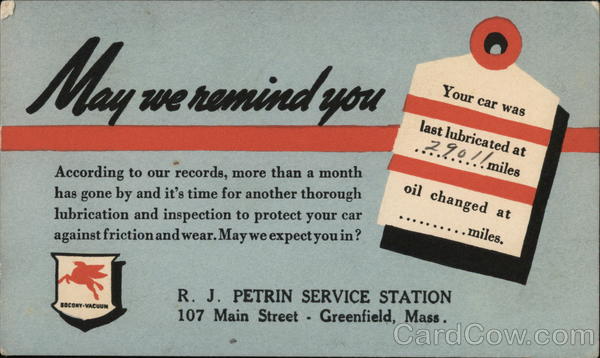 May we remind you
According to our records, more than a month
has gone by and it's time for another thorough
lubrication and inspection to protect your car
against friction and wear. May we expect you in?
Your car was
last lubricated at
29011
..........miles
oil changed at
..........miles.
SOCONY-VACUUM
R. J. PETRIN SERVICE STATION
107 Main Street - Greenfield, Mass.
CardCow.com